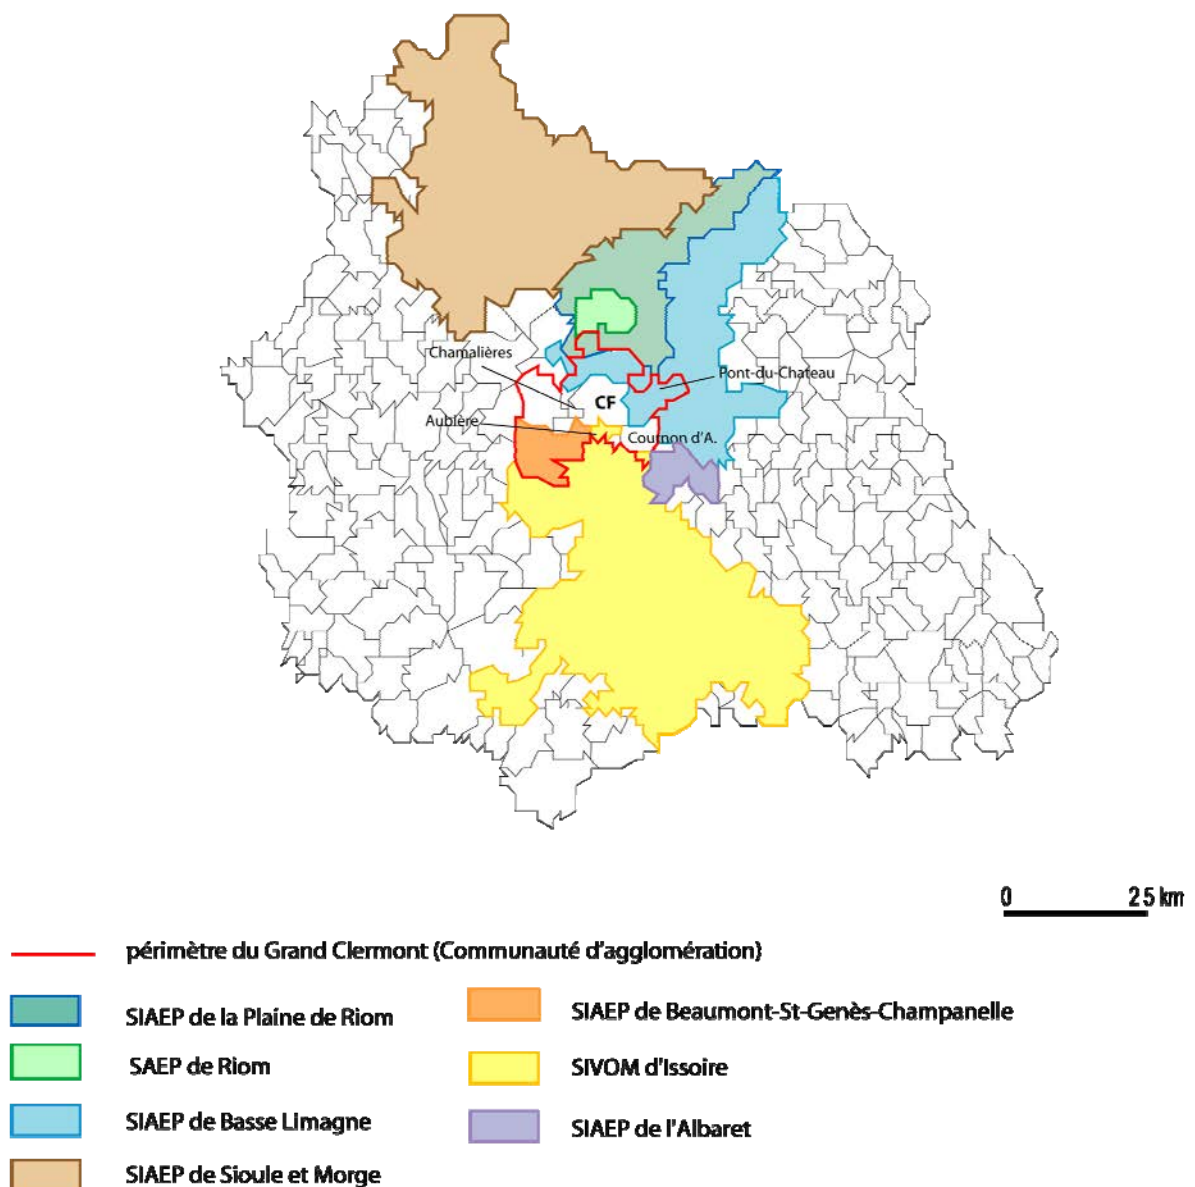 Chamalières
Pont-du-Chateau
CF
Aubière
Cournon d'A.
0 25 km
périmètre du Grand Clermont (Communauté d'agglomération)
SIAEP de la Plaine de Riom
SIAEP de Beaumont-St-Genès-Champanelle
SAEP de Riom
SIVOM d'Issoire
SIAEP de Basse Limagne
SIAEP de l'Albaret
SIAEP de Sioule et Morge